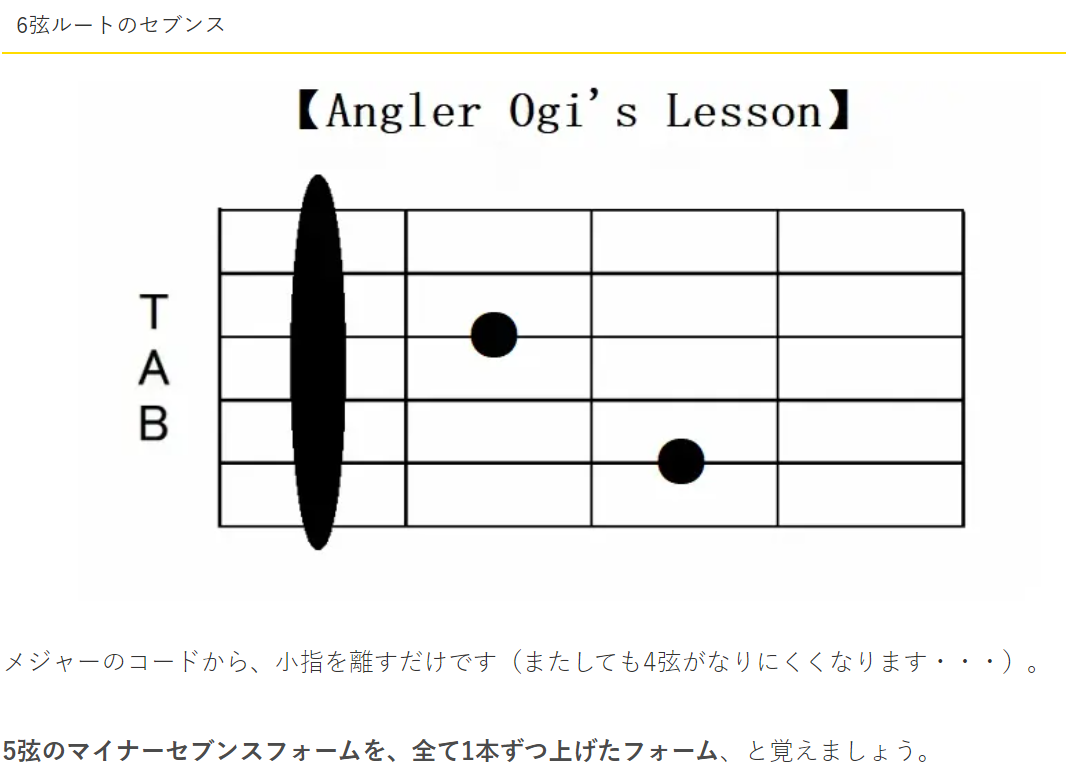 6弦ルートのセブンス
【Angler Ogi's Lesson】
T
A
B
メジャーのコードから、小指を離すだけです（またしても4弦がなりにくくなります・・・）。
5弦のマイナーセブンスフォームを、全て1本ずつ上げたフォーム、と覚えましょう。